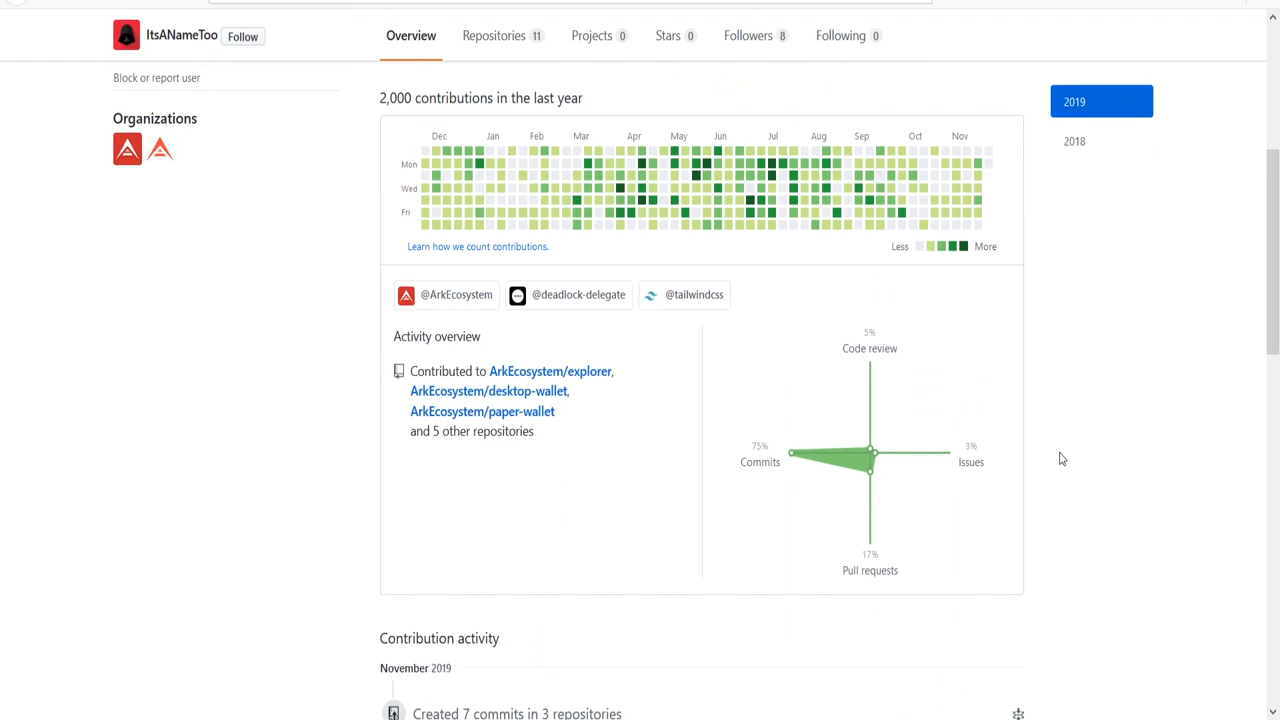 ItsANameToo Follow
Overview Repositories 11 Projects 0 Stars 0 Followers 8 Following 0
Block or report user
Organizations
2,000 contributions in the last year
2019
2018
Dec Jan Feb Mar Apr May Jun Jul Aug Sep Oct Nov
Mon
Wed
Fri
Learn how we count contributions.
Less More
@ArkEcosystem @deadlock-delegate @tailwindcss
Activity overview
Contributed to ArkEcosystem/explorer,
ArkEcosystem/desktop-wallet,
ArkEcosystem/paper-wallet
and 5 other repositories
5%
Code review
75%
Commits
3%
Issues
17%
Pull requests
Contribution activity
November 2019
Created 7 commits in 3 repositories